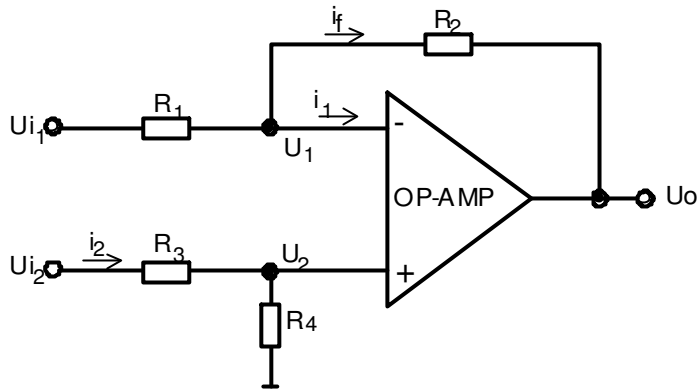 if
R2
Ui1
R1
i1
U1
-
OP-AMP
Uo
Ui2
i2
R3
U2
+
R4